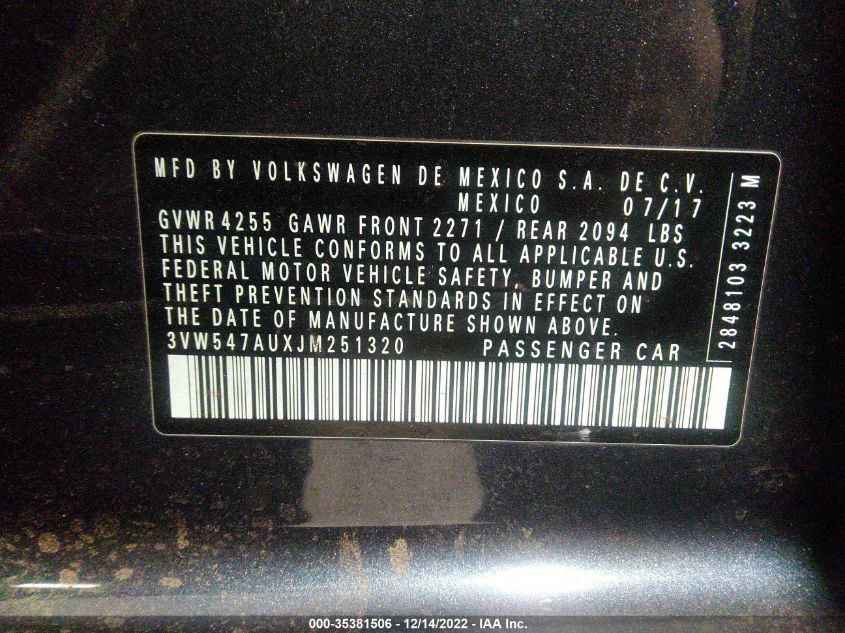 MFD BY VOLKSWAGEN DE MEXICO S.A. DE C.V.
MEXICO 07/17
GVWR 4255 GAWR FRONT 2271 / REAR 2094 LBS
THIS VEHICLE CONFORMS TO ALL APPLICABLE U.S.
FEDERAL MOTOR VEHICLE SAFETY, BUMPER AND
THEFT PREVENTION STANDARDS IN EFFECT ON
THE DATE OF MANUFACTURE SHOWN ABOVE.
3VW547AUXJM251320 PASSENGER CAR
2848103 3223 M
000-35381506 - 12/14/2022 - IAA Inc.